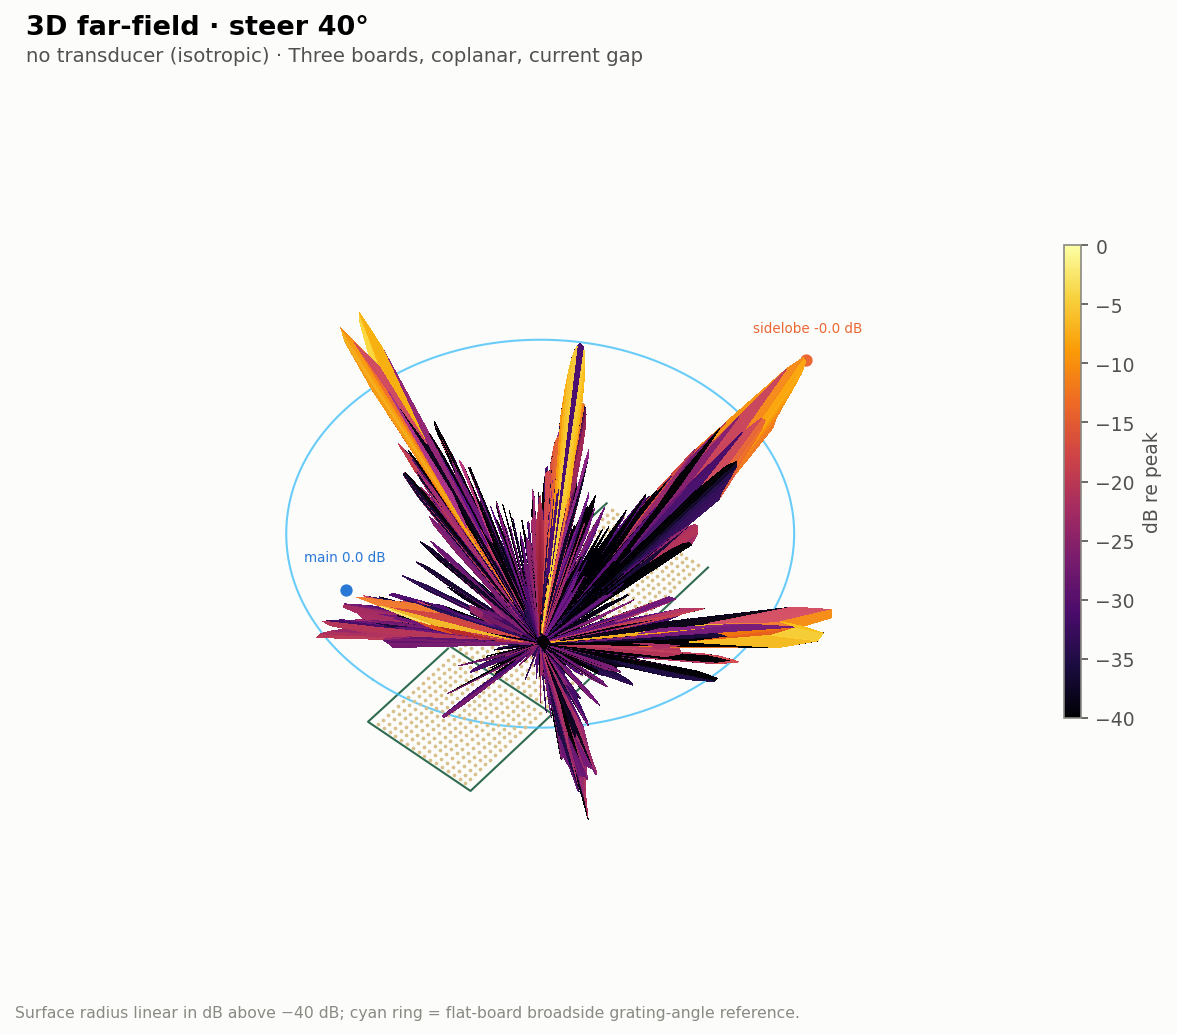 3D far-field · steer 40°
no transducer (isotropic) · Three boards, coplanar, current gap
sidelobe -0.0 dB
main 0.0 dB
0
−5
−10
−15
−20
−25
−30
−35
−40
dB re peak
Surface radius linear in dB above −40 dB; cyan ring = flat-board broadside grating-angle reference.